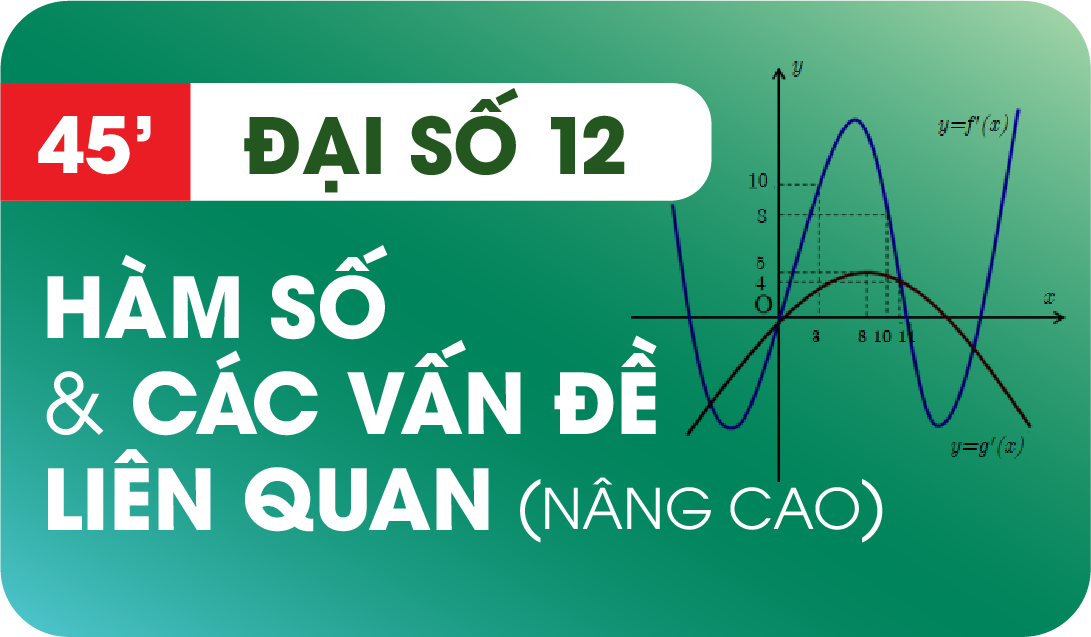 45’ ĐẠI SỐ 12
HÀM SỐ
& CÁC VẤN ĐỀ
LIÊN QUAN (NÂNG CAO)
y
y=f'(x)
10
8
5
4
O
x
3 8 10 11
y=g'(x)